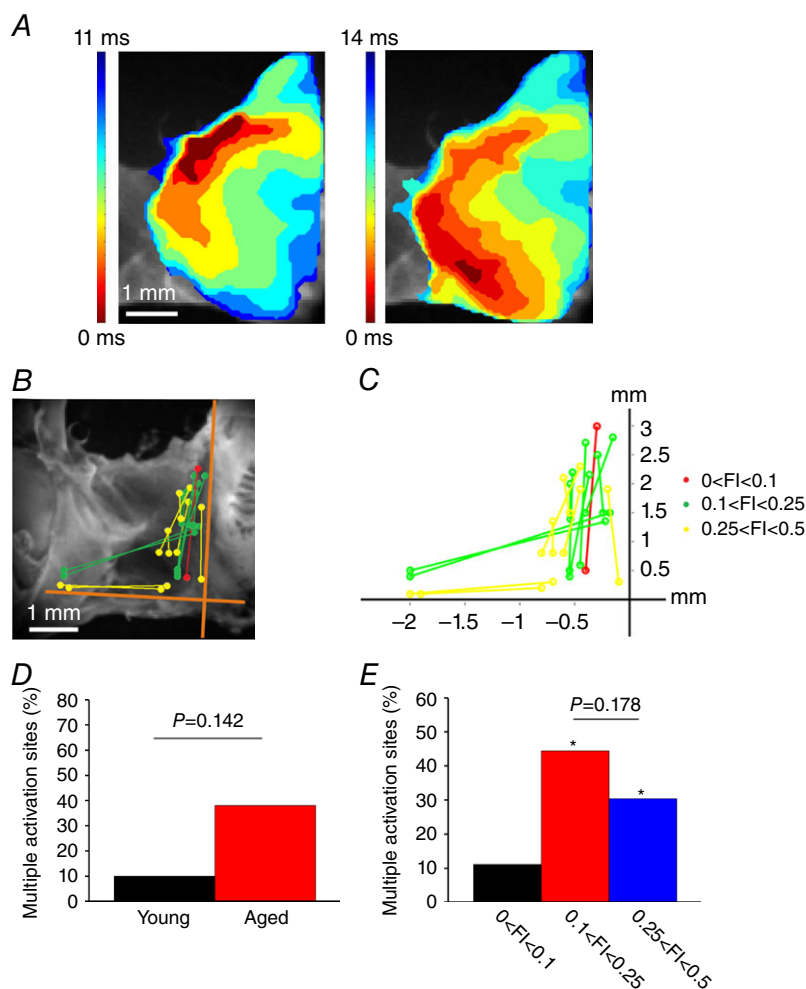 A
11 ms
14 ms
1 mm
0 ms
0 ms
B
1 mm
C
mm
3
2.5
2
1.5
1
0.5
mm
–2
–1.5
–1
–0.5
0<FI<0.1
0.1<FI<0.25
0.25<FI<0.5
D
Multiple activation sites (%)
80
70
60
50
40
30
20
10
0
P=0.142
Young
Aged
E
Multiple activation sites (%)
60
50
40
30
20
10
0
P=0.178
*
*
0<FI<0.1
0.1<FI<0.25
0.25<FI<0.5